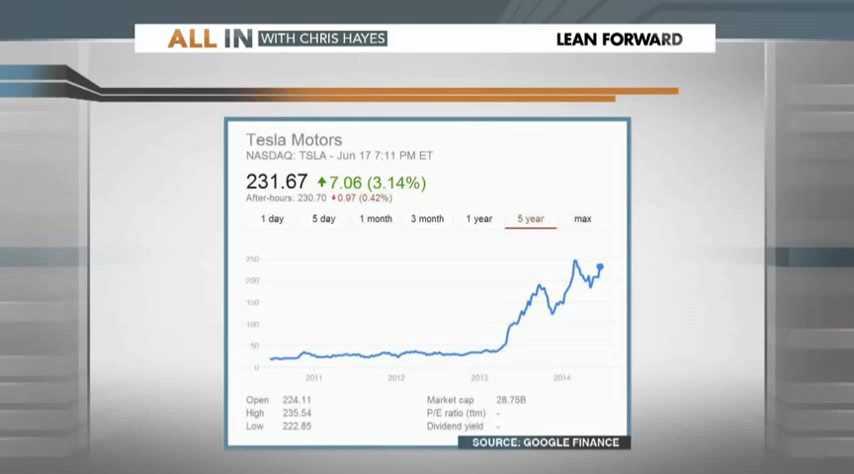 ALL IN WITH CHRIS HAYES LEAN FORWARD
Tesla Motors
NASDAQ: TSLA - Jun 17 7:11 PM ET
231.67 7.06 (3.14%)
After-hours: 230.70 0.97 (0.42%)
1 day 5 day 1 month 3 month 1 year 5 year max
250
200
150
100
50
0
2011 2012 2013 2014
Open 224.11 Market cap 28.75B
High 235.54 P/E ratio (ttm) -
Low 222.85 Dividend yield -
SOURCE: GOOGLE FINANCE